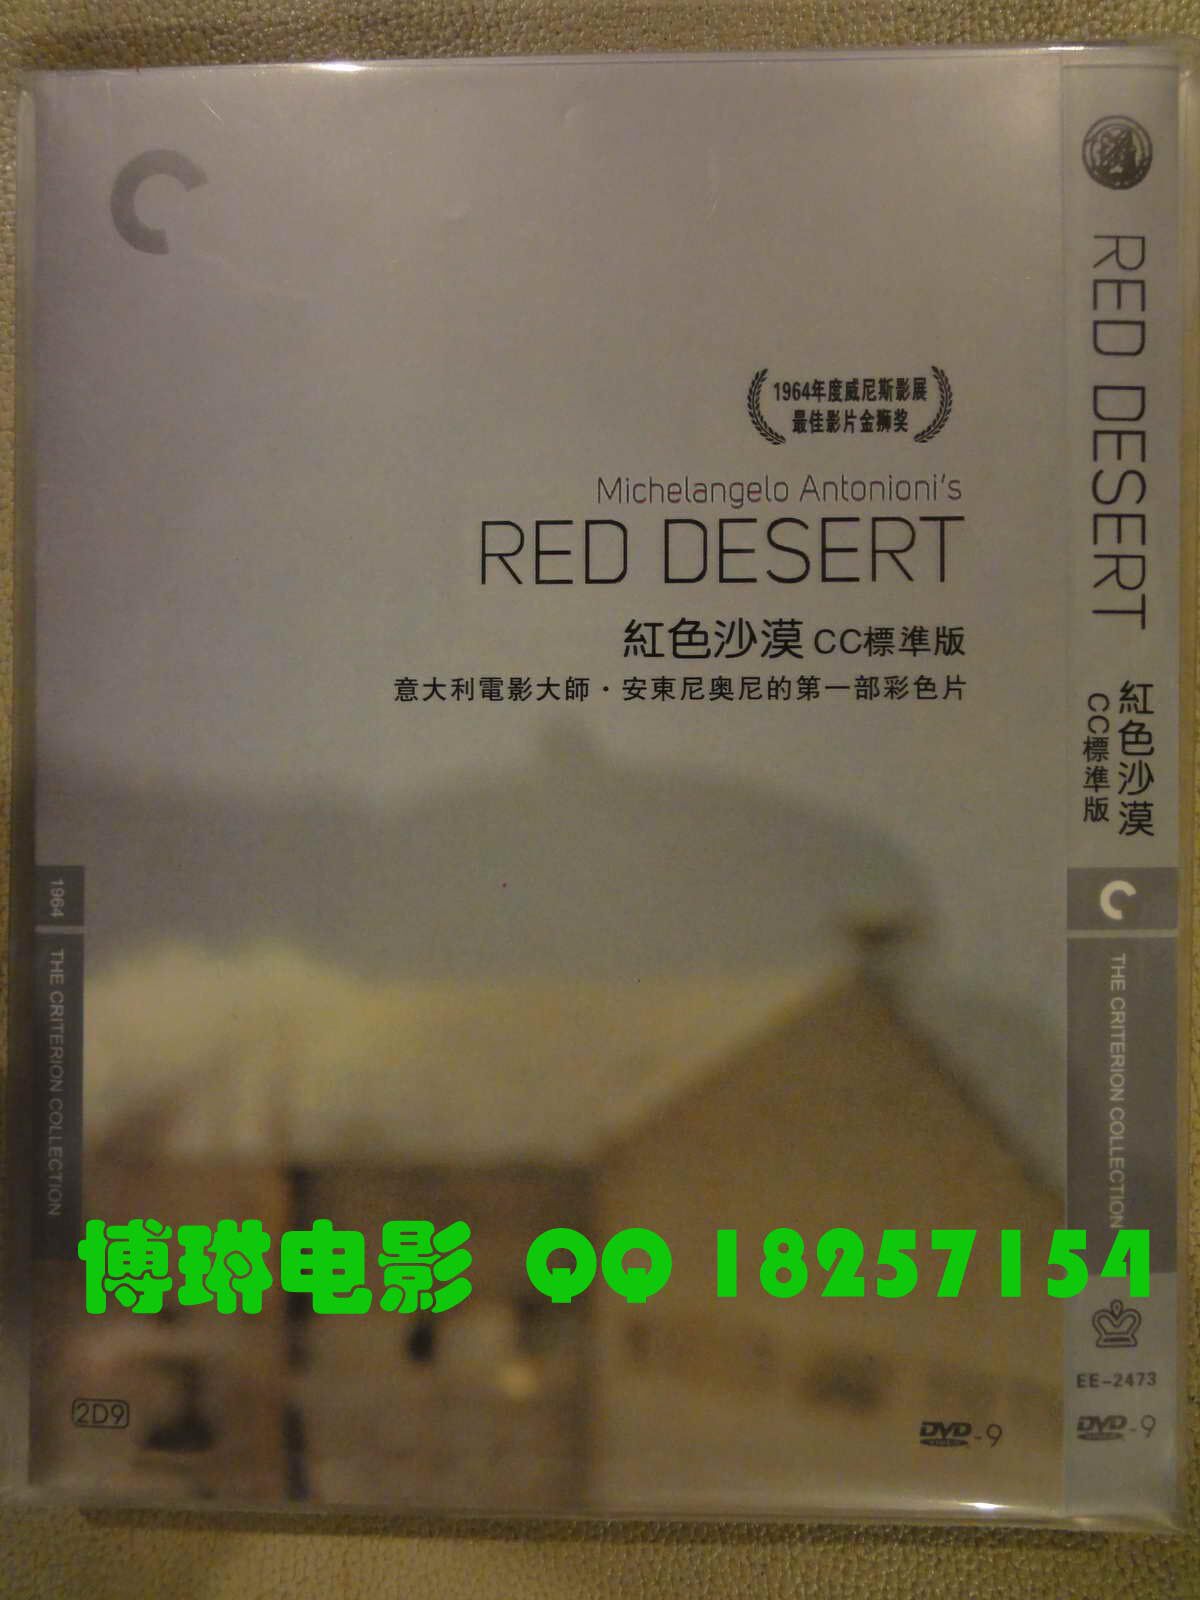 1964年度威尼斯影展
最佳影片金獅奖
Michelangelo Antonioni's
RED DESERT
紅色沙漠 CC標準版
意大利電影大師·安東尼奧尼的第一部彩色片
1964
THE CRITERION COLLECTION
博琳电影 QQ 18257154
2D9
DVD-9
VIDEO
RED DESERT
紅色沙漠
CC標準版
THE CRITERION COLLECTION
EE-2473
DVD-9